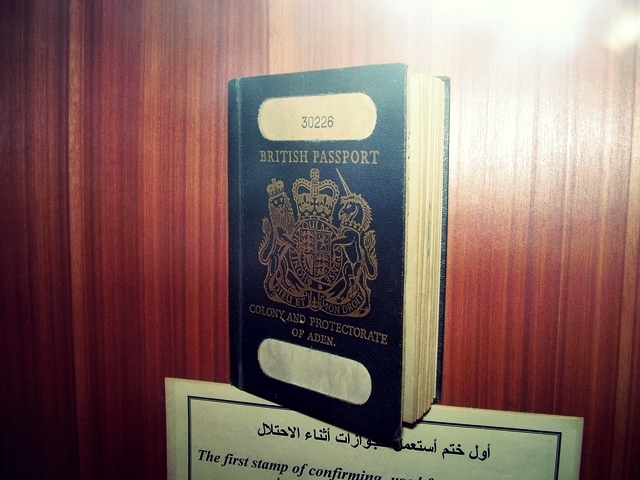 30226
BRITISH PASSPORT
DIEU ET MON DROIT
COLONY AND PROTECTORATE
OF ADEN.
أول ختم أستعمل جوازات أثناء الاحتلال
The first stamp of confirming